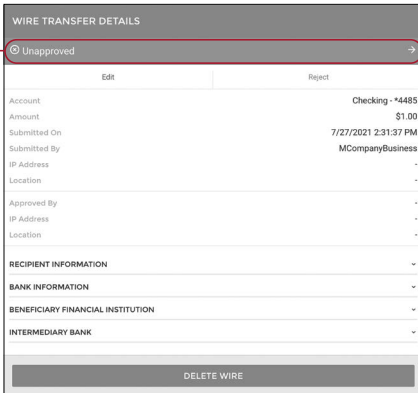 WIRE TRANSFER DETAILS
Unapproved
Edit Reject
Account Checking - *4485
Amount $1.00
Submitted On 7/27/2021 2:31:37 PM
Submitted By MCompanyBusiness
IP Address -
Location -
Approved By -
IP Address -
Location -
RECIPIENT INFORMATION
BANK INFORMATION
BENEFICIARY FINANCIAL INSTITUTION
INTERMEDIARY BANK
DELETE WIRE